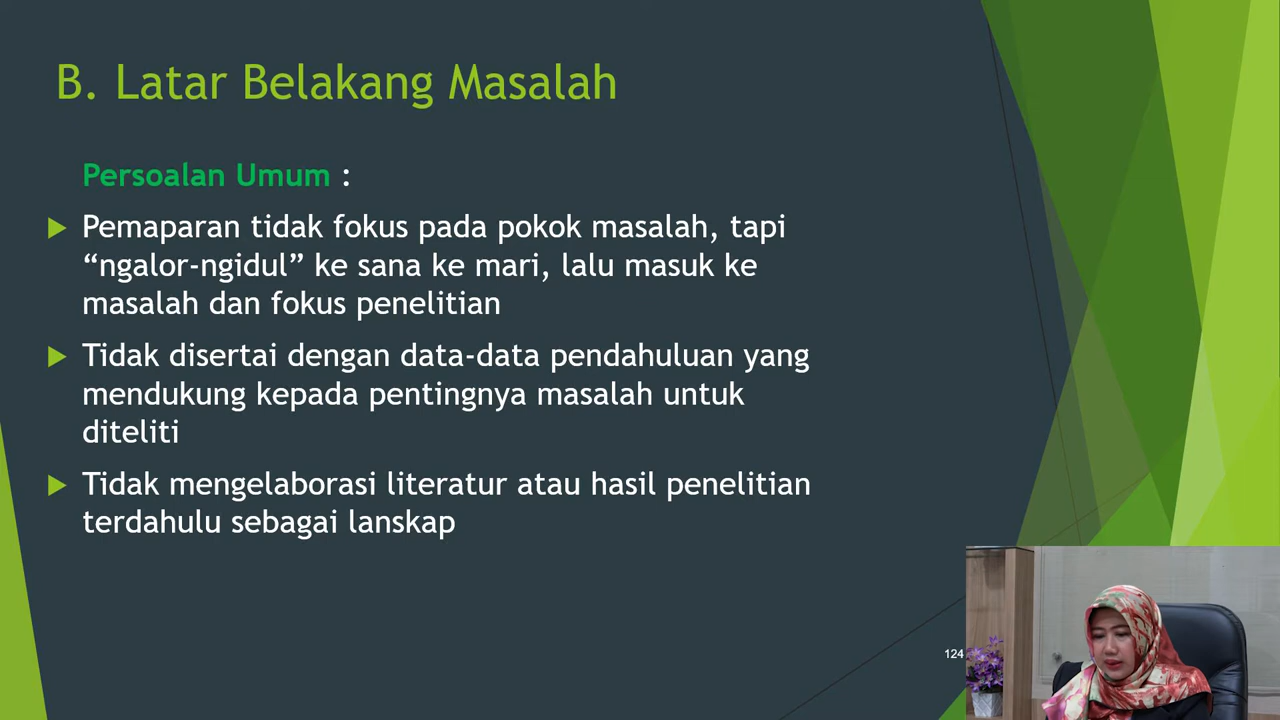 B. Latar Belakang Masalah
Persoalan Umum :
Pemaparan tidak fokus pada pokok masalah, tapi
“ngalor-ngidul” ke sana ke mari, lalu masuk ke
masalah dan fokus penelitian
Tidak disertai dengan data-data pendahuluan yang
mendukung kepada pentingnya masalah untuk
diteliti
Tidak mengelaborasi literatur atau hasil penelitian
terdahulu sebagai lanskap
124